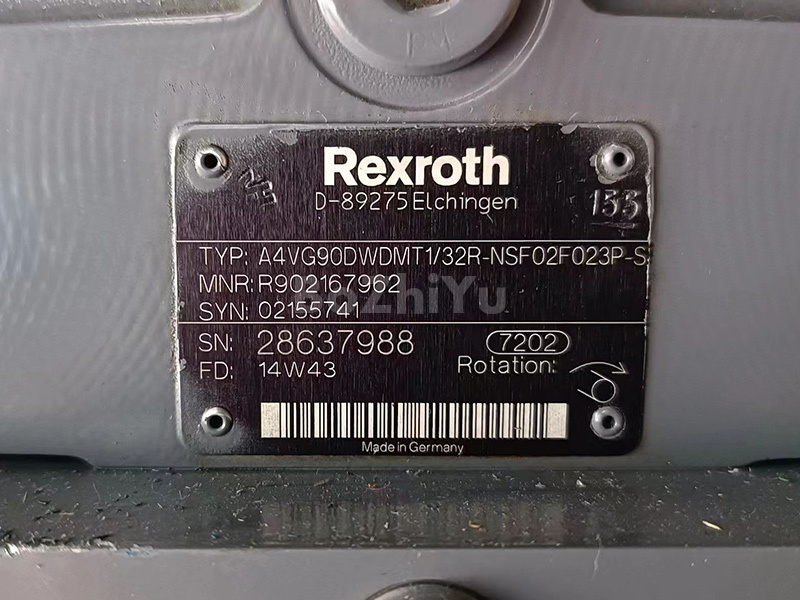 Rexroth
D-89275 Elchingen
153
TYP: A4VG90DWDMT1/32R-NSF02F023P-S
MNR: R902167962
SYN: 02155741
BozhiYu
SN: 28637988
7202
FD: 14W43
Rotation:
Made in Germany